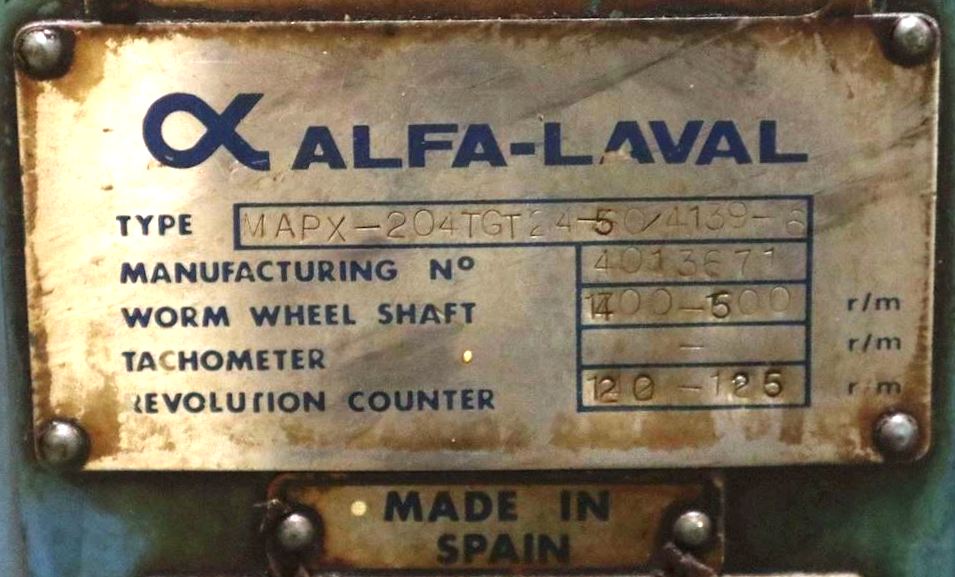 ALFA-LAVAL
TYPE MAPX-204TGT24-50/4139-6
MANUFACTURING Nº 4013671
WORM WHEEL SHAFT 1400-1500 r/m
TACHOMETER - r/m
REVOLUTION COUNTER 120-125 r/m
MADE IN
SPAIN